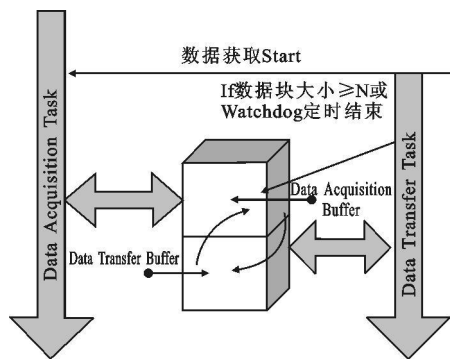 数据获取Start
If数据块大小≥N或
Watchdog定时结束
Data Acquisition Task
Data Transfer Task
Data Acquisition
Buffer
Data Transfer Buffer